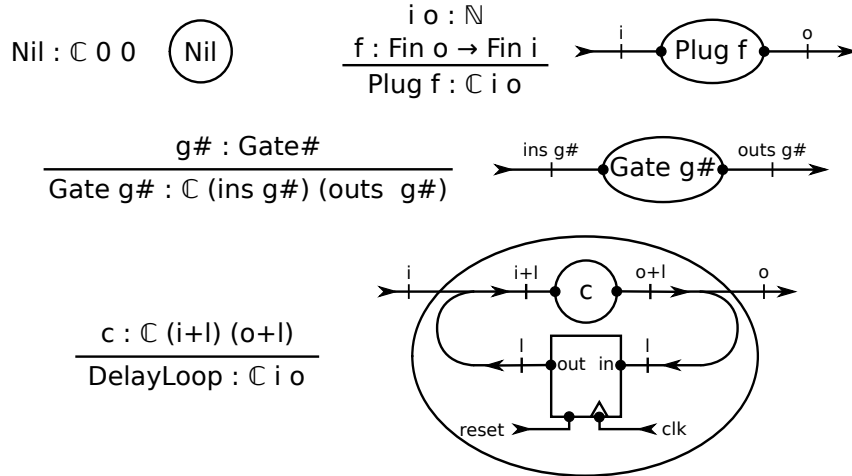 Nil : ℂ 0 0
Nil
i o : ℕ
f : Fin o → Fin i
Plug f : ℂ i o
i
Plug f
o
g# : Gate#
Gate g# : ℂ (ins g#) (outs g#)
ins g#
Gate g#
outs g#
c : ℂ (i+l) (o+l)
DelayLoop : ℂ i o
i
i+l
c
o+l
o
l
out
in
l
reset
clk